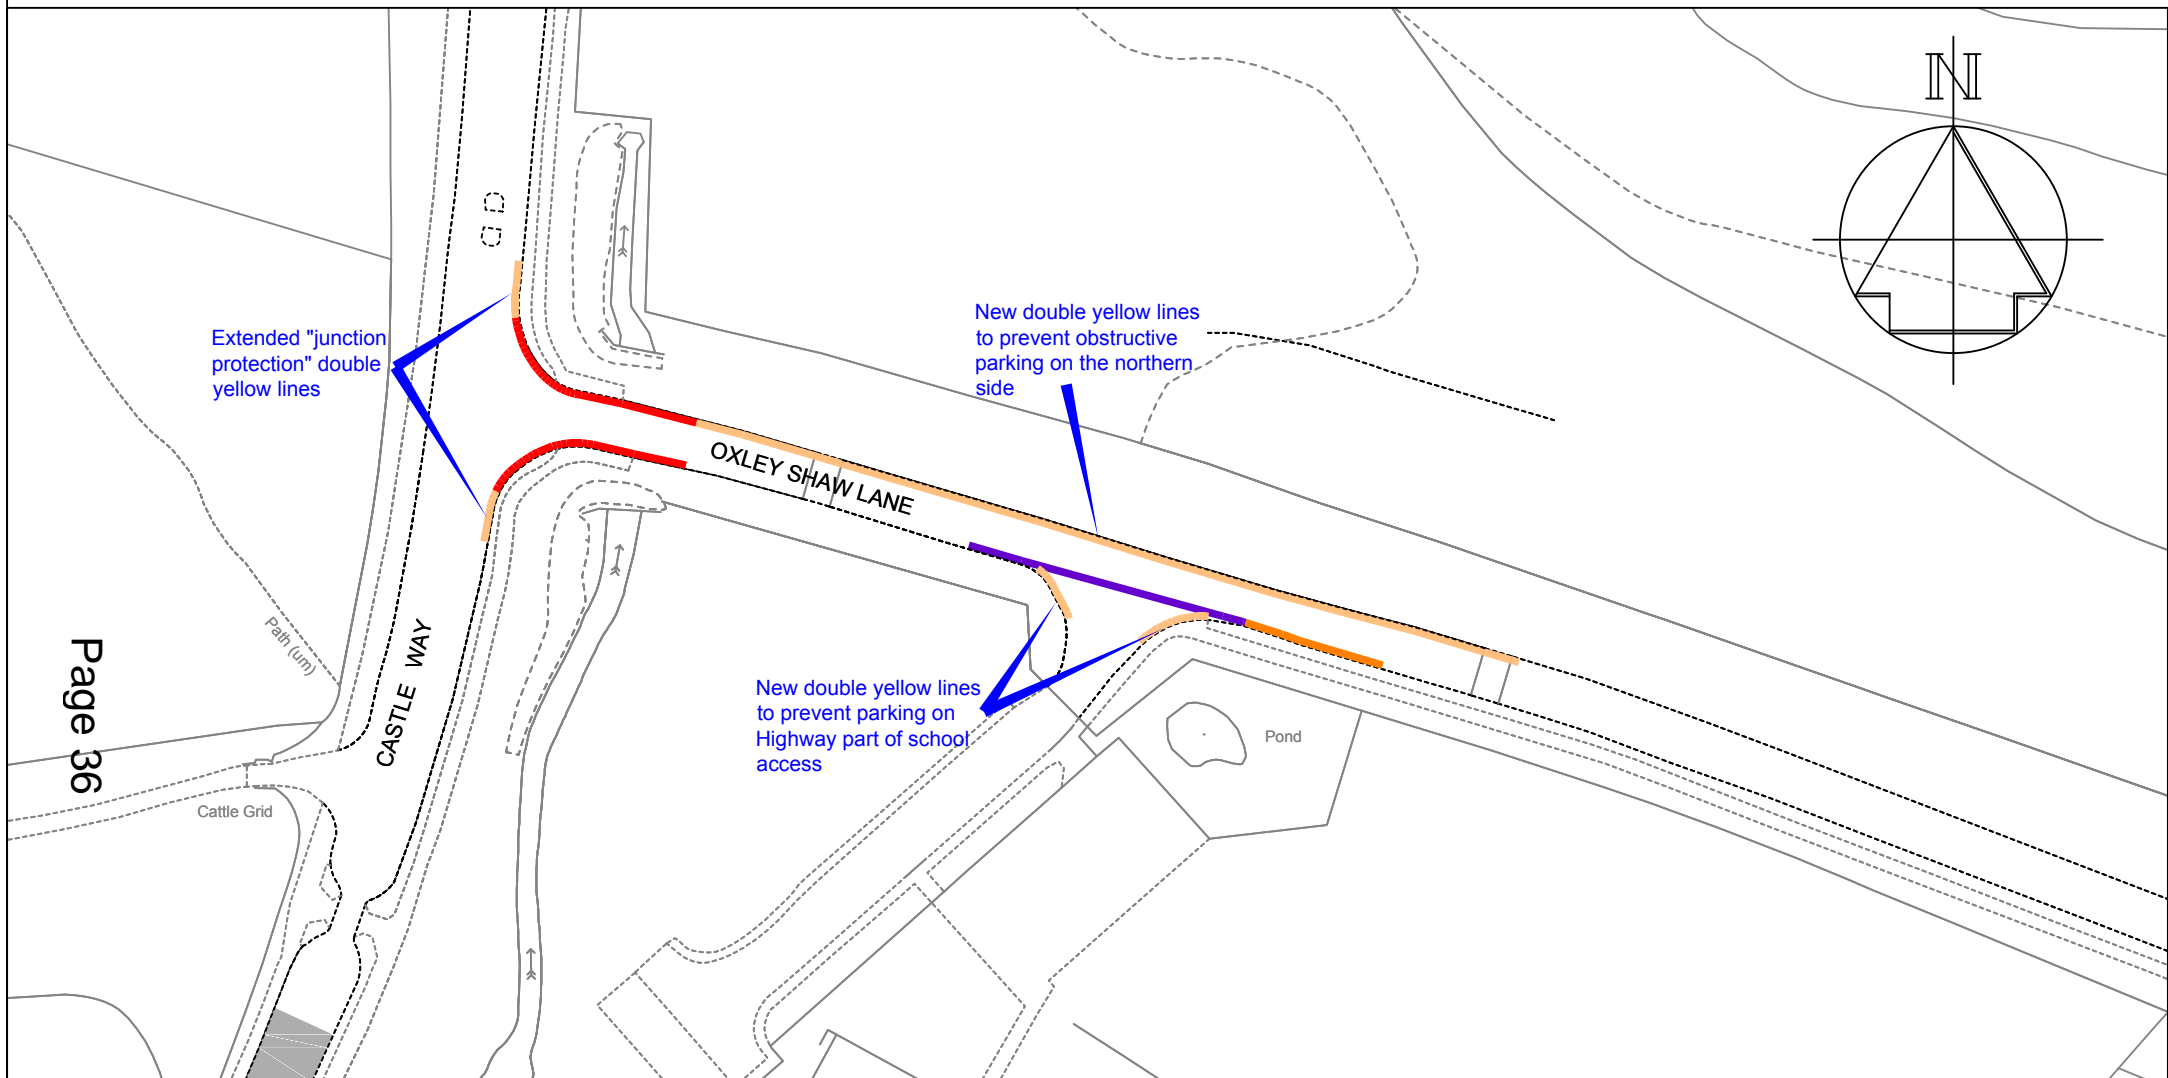 N
Extended "junction
protection" double
yellow lines
New double yellow lines
to prevent obstructive
parking on the northern
side
OXLEY SHAW LANE
CASTLE WAY
Path (um)
Page 36
New double yellow lines
to prevent parking on
Highway part of school
access
Pond
Cattle Grid